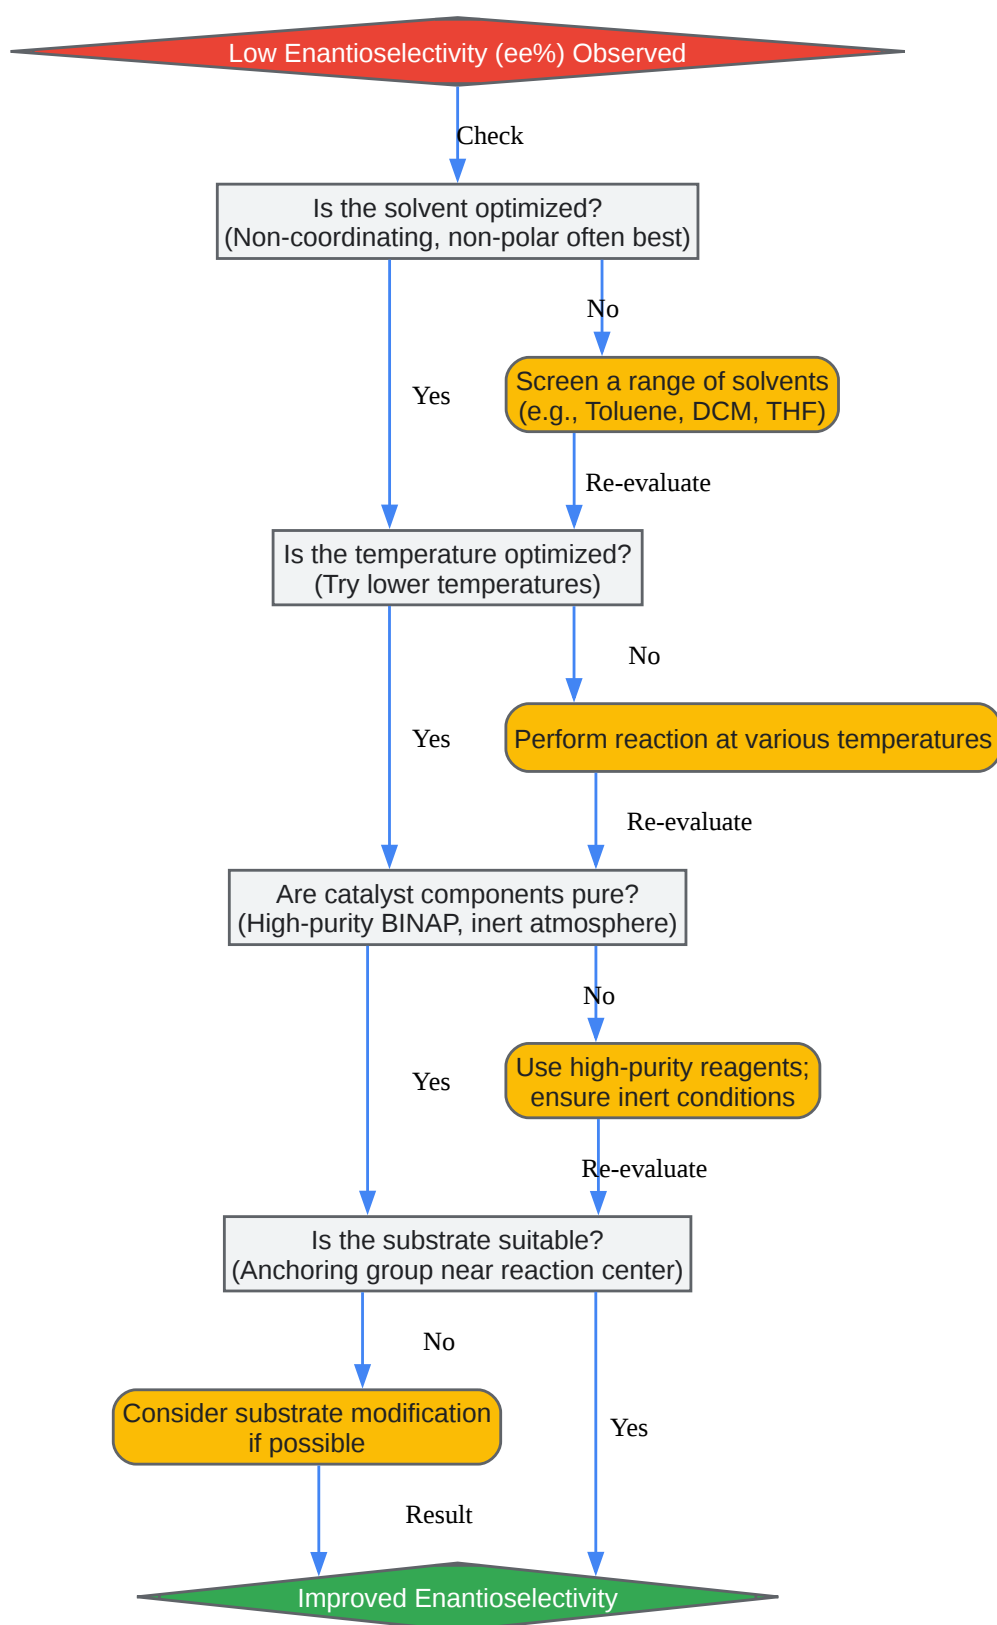 Low Enantioselectivity (ee%) Observed
Check
Is the solvent optimized?
(Non-coordinating, non-polar often best)
No
Yes
Screen a range of solvents
(e.g., Toluene, DCM, THF)
Re-evaluate
Is the temperature optimized?
(Try lower temperatures)
No
Yes
Perform reaction at various temperatures
Re-evaluate
Are catalyst components pure?
(High-purity BINAP, inert atmosphere)
No
Yes
Use high-purity reagents;
ensure inert conditions
Re-evaluate
Is the substrate suitable?
(Anchoring group near reaction center)
No
Consider substrate modification
if possible
Yes
Result
Improved Enantioselectivity